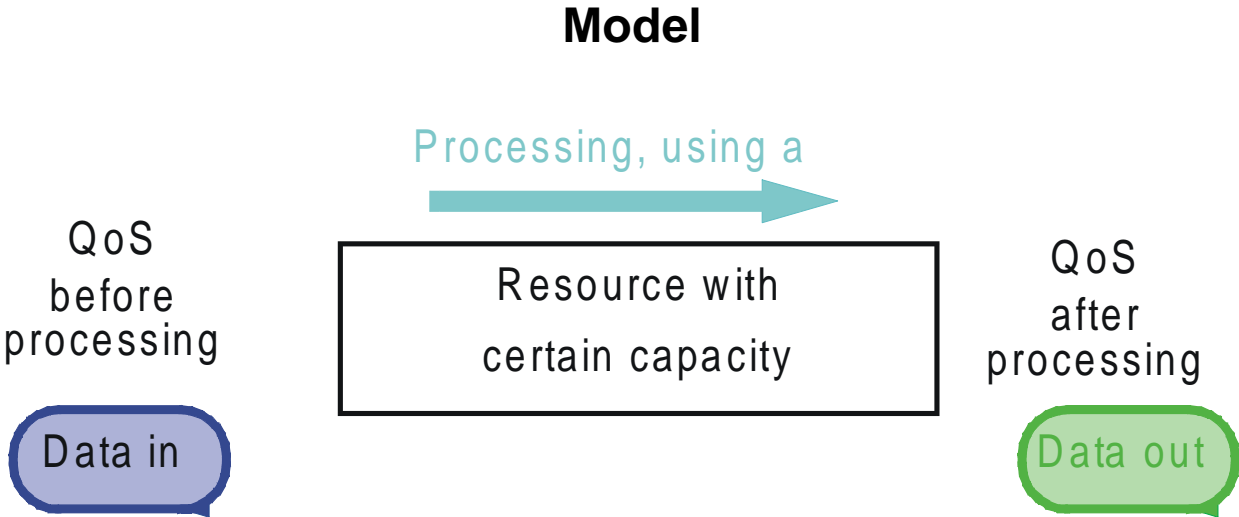 Model
Processing, using a
QoS
before
processing
Resource with
certain capacity
QoS
after
processing
Data in
Data out